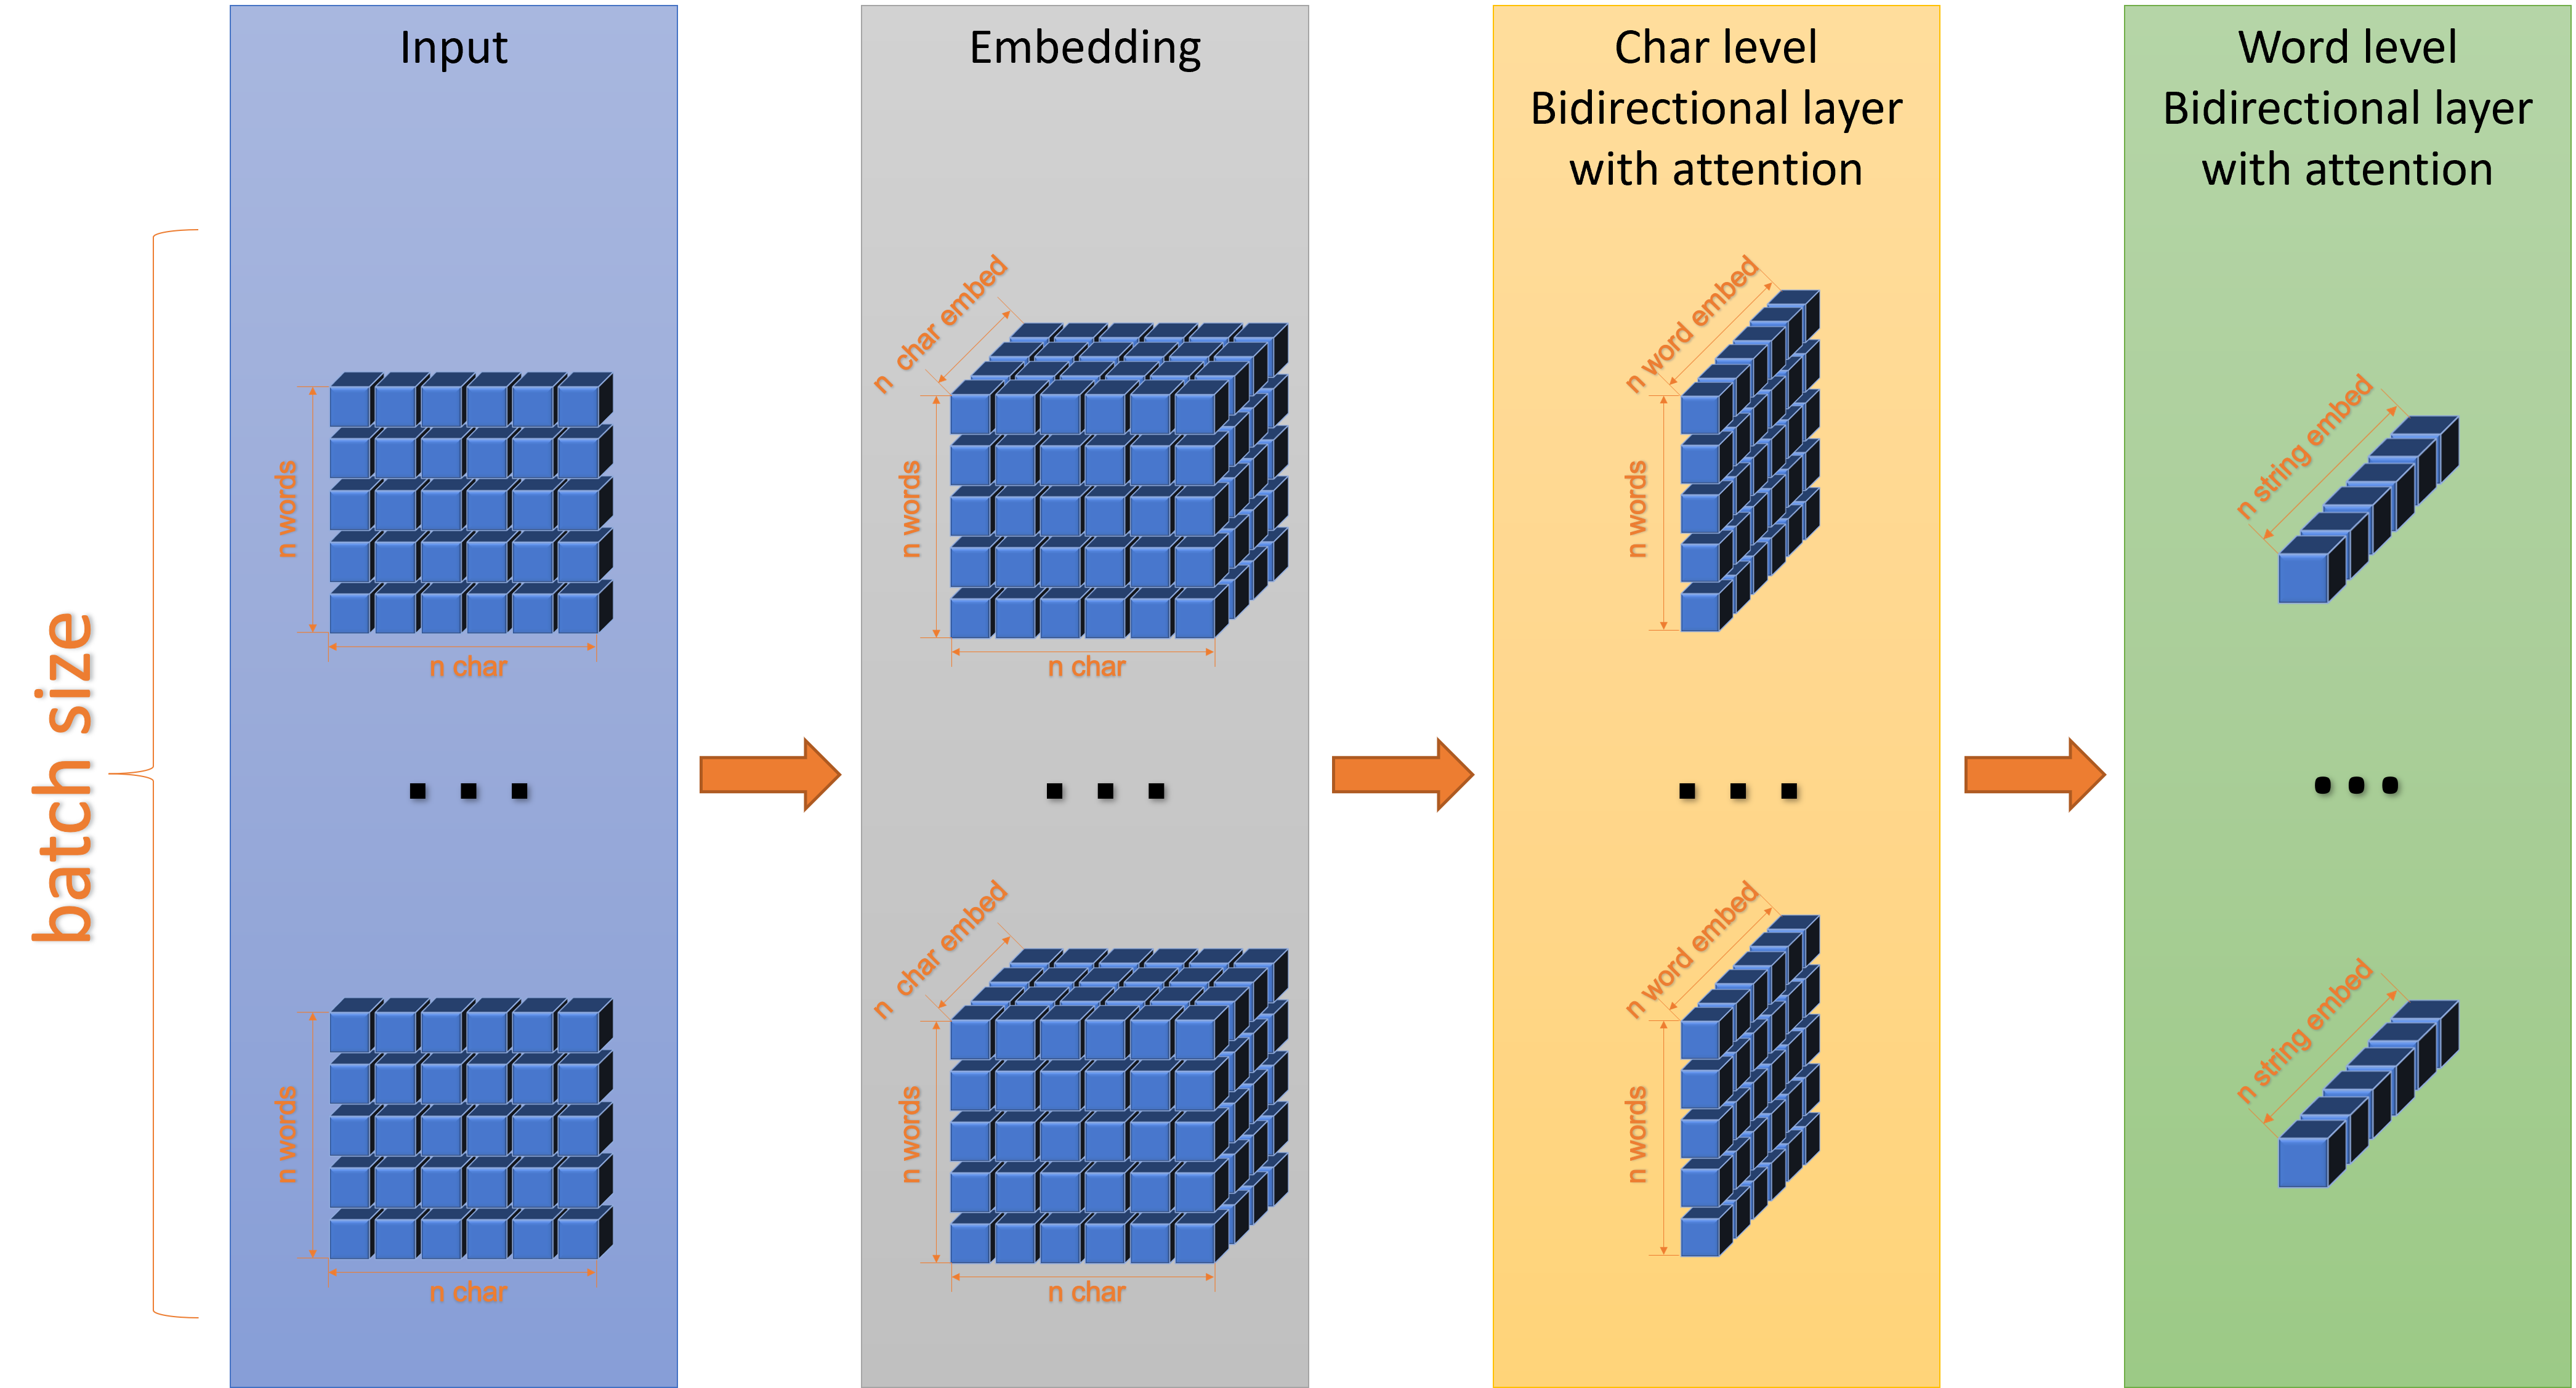 batch size
Input
n words
n char
. . .
n words
n char
Embedding
n char embed
n words
n char
. . .
n char embed
n words
n char
Char level
Bidirectional layer
with attention
n word embed
n words
. . .
n word embed
n words
Word level
Bidirectional layer
with attention
n string embed
...
n string embed